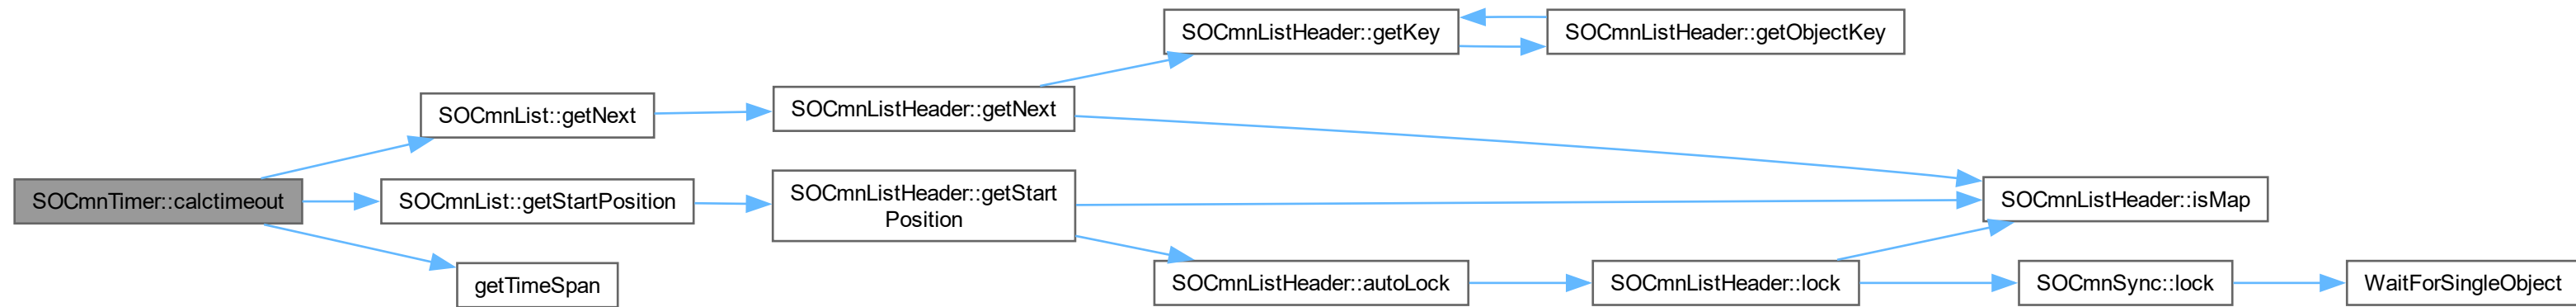 SOCmnTimer::calctimeout
SOCmnList::getNext
SOCmnList::getStartPosition
getTimeSpan
SOCmnListHeader::getNext
SOCmnListHeader::getStart
Position
SOCmnListHeader::getKey
SOCmnListHeader::getObjectKey
SOCmnListHeader::autoLock
SOCmnListHeader::lock
SOCmnListHeader::isMap
SOCmnSync::lock
WaitForSingleObject